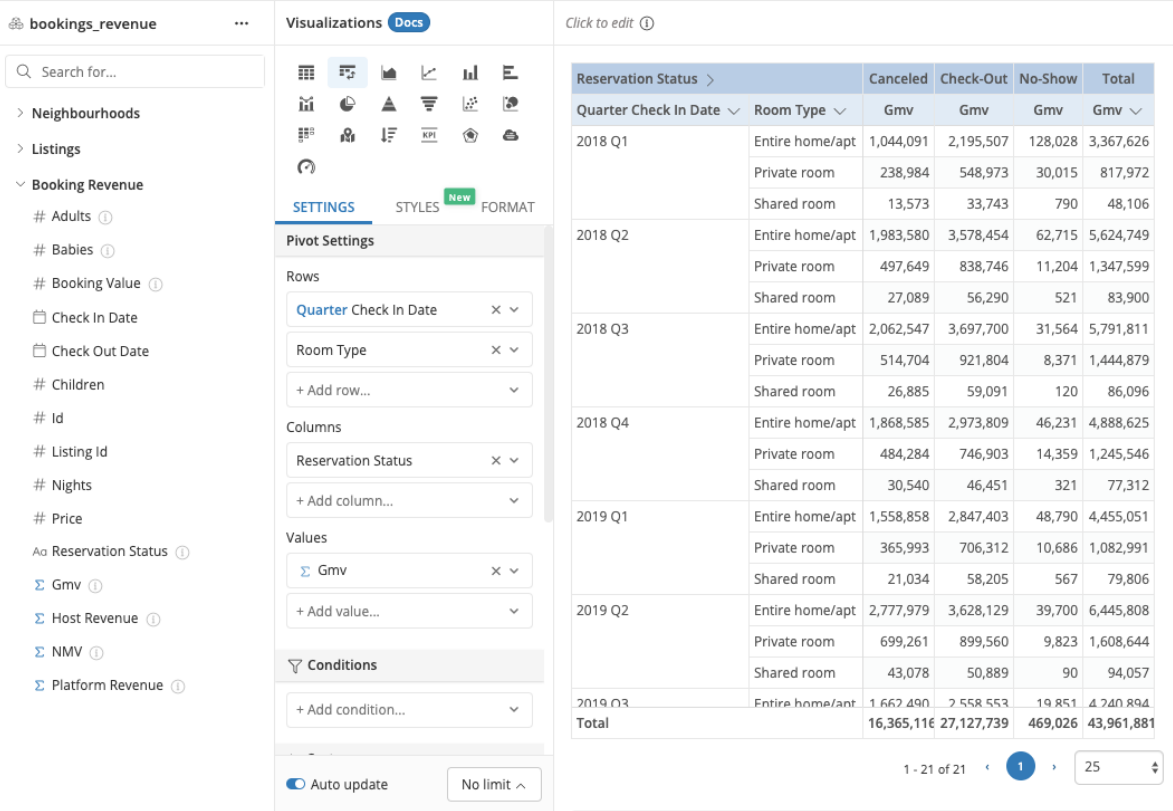 bookings_revenue
Search for...
Neighbourhoods
Listings
Booking Revenue
# Adults
# Babies
# Booking Value
Check In Date
Check Out Date
# Children
# Id
# Listing Id
# Nights
# Price
Aa Reservation Status
Σ Gmv
Σ Host Revenue
Σ NMV
Σ Platform Revenue
Visualizations Docs
KPI
SETTINGS STYLES New FORMAT
Pivot Settings
Rows
Quarter Check In Date
Room Type
+ Add row...
Columns
Reservation Status
+ Add column...
Values
Σ Gmv
+ Add value...
Conditions
+ Add condition...
Auto update No limit
Click to edit
Reservation Status Canceled Check-Out No-Show Total
Quarter Check In Date Room Type Gmv Gmv Gmv Gmv
2018 Q1 Entire home/apt 1,044,091 2,195,507 128,028 3,367,626
Private room 238,984 548,973 30,015 817,972
Shared room 13,573 33,743 790 48,106
2018 Q2 Entire home/apt 1,983,580 3,578,454 62,715 5,624,749
Private room 497,649 838,746 11,204 1,347,599
Shared room 27,089 56,290 521 83,900
2018 Q3 Entire home/apt 2,062,547 3,697,700 31,564 5,791,811
Private room 514,704 921,804 8,371 1,444,879
Shared room 26,885 59,091 120 86,096
2018 Q4 Entire home/apt 1,868,585 2,973,809 46,231 4,888,625
Private room 484,284 746,903 14,359 1,245,546
Shared room 30,540 46,451 321 77,312
2019 Q1 Entire home/apt 1,558,858 2,847,403 48,790 4,455,051
Private room 365,993 706,312 10,686 1,082,991
Shared room 21,034 58,205 567 79,806
2019 Q2 Entire home/apt 2,777,979 3,628,129 39,700 6,445,808
Private room 699,261 899,560 9,823 1,608,644
Shared room 43,078 50,889 90 94,057
2019 Q3 Entire home/apt 1,662,490 2,558,553 19,851 4,240,894
Total 16,365,116 27,127,739 469,026 43,961,881
1 - 21 of 21 1 25